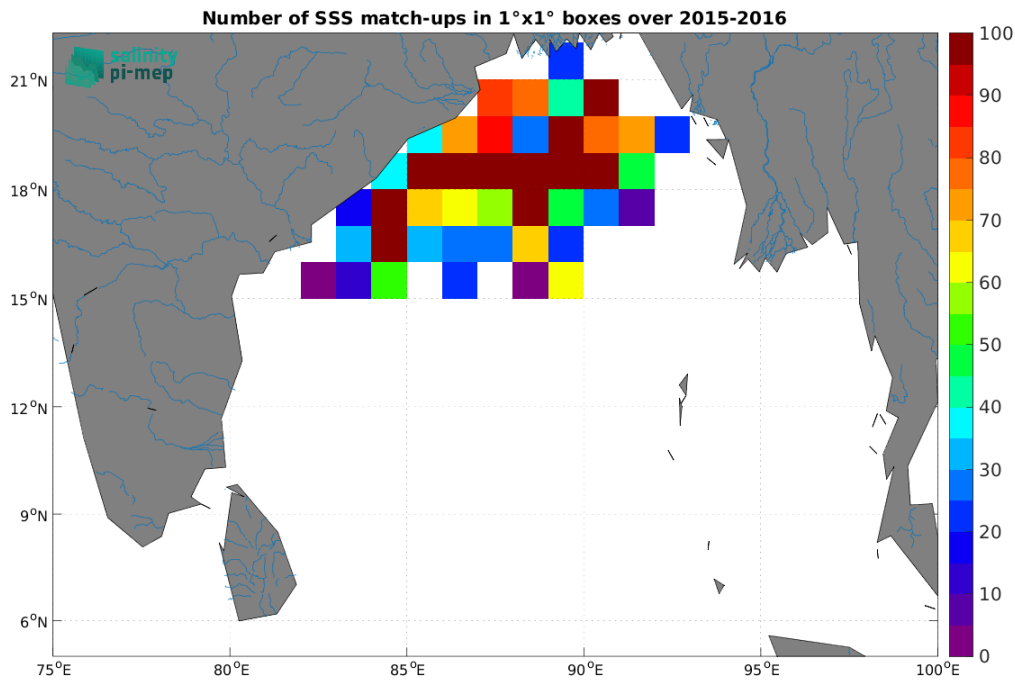 Number of SSS match-ups in 1°x1° boxes over 2015-2016
salinity
pi-mep
21°N
18°N
15°N
12°N
9°N
6°N
75°E 80°E 85°E 90°E 95°E 100°E
100
90
80
70
60
50
40
30
20
10
0